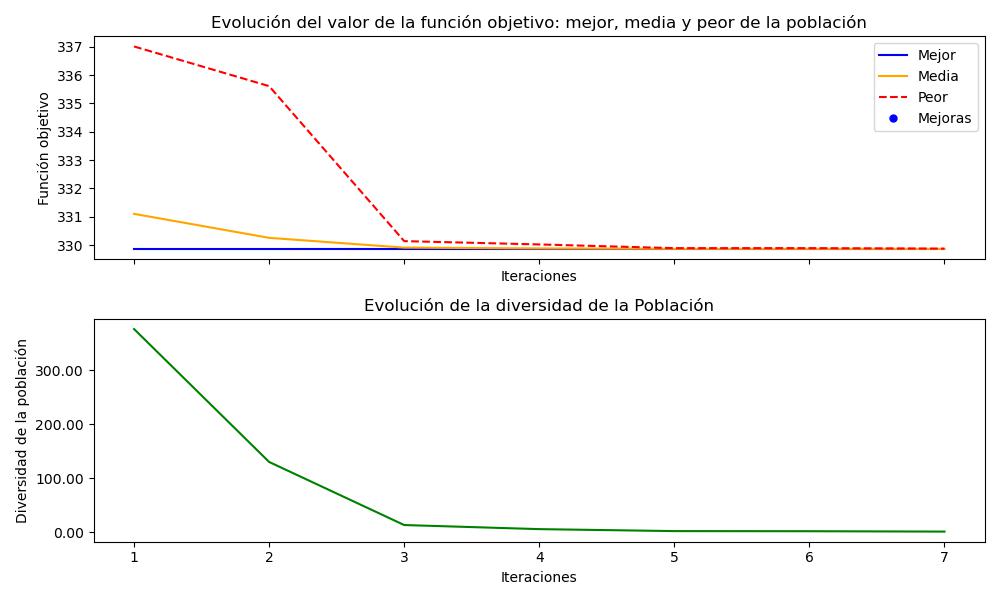 Evolución del valor de la función objetivo: mejor, media y peor de la población
337
336
335
334
333
332
331
330
Función objetivo
Mejor
Media
Peor
Mejoras
Iteraciones
Evolución de la diversidad de la Población
300.00
200.00
100.00
0.00
Diversidad de la población
1 2 3 4 5 6 7
Iteraciones